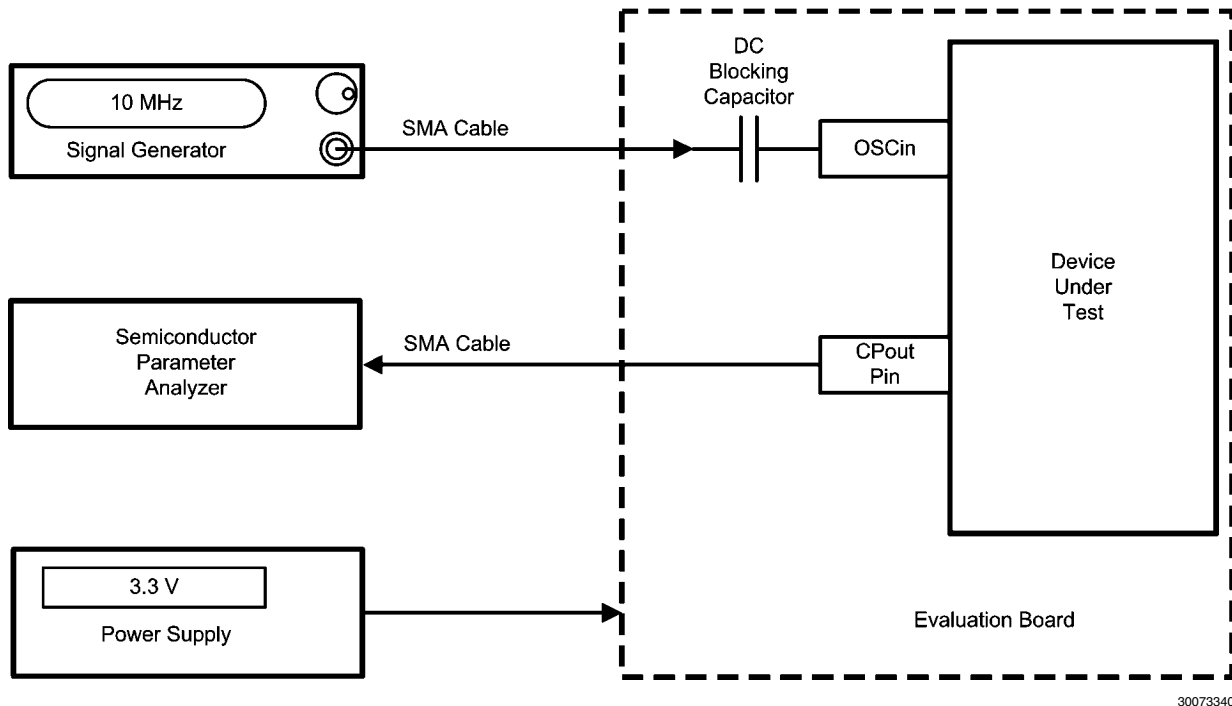 10 MHz
Signal Generator
SMA Cable
DC
Blocking
Capacitor
OSCin
Device
Under
Test
Semiconductor
Parameter
Analyzer
SMA Cable
CPout
Pin
3.3 V
Power Supply
Evaluation Board
30073340